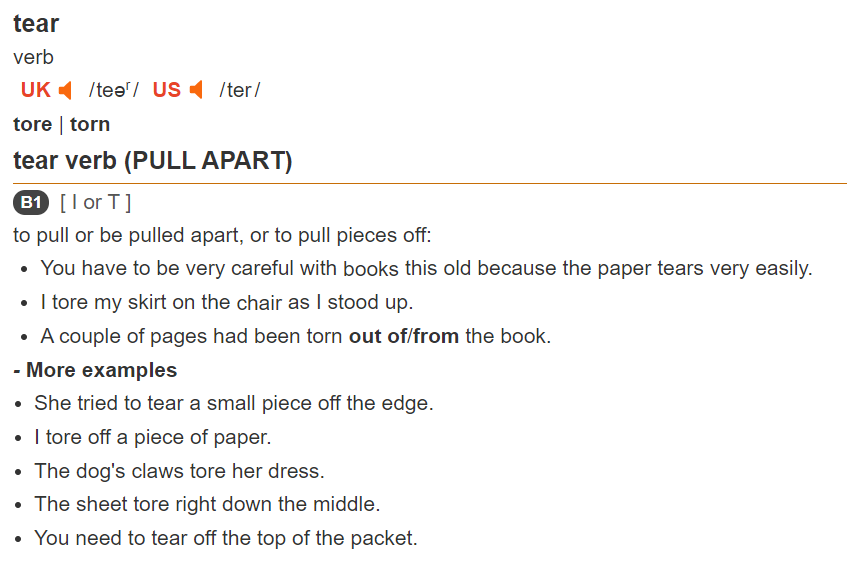 tear
verb
UK /teəʳ/ US /ter/
tore | torn
tear verb (PULL APART)
B1 [ I or T ]
to pull or be pulled apart, or to pull pieces off:
• You have to be very careful with books this old because the paper tears very easily.
• I tore my skirt on the chair as I stood up.
• A couple of pages had been torn out of/from the book.
- More examples
• She tried to tear a small piece off the edge.
• I tore off a piece of paper.
• The dog's claws tore her dress.
• The sheet tore right down the middle.
• You need to tear off the top of the packet.